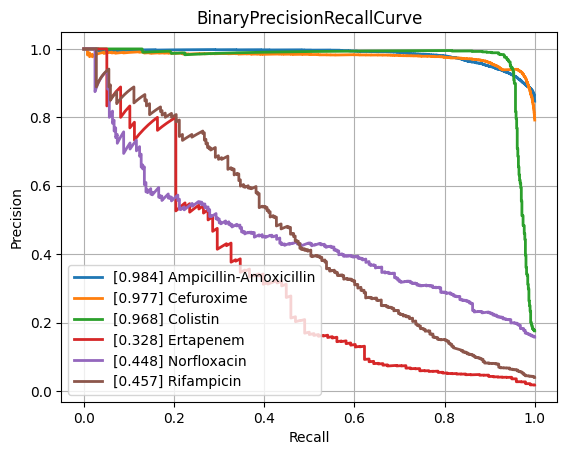 BinaryPrecisionRecallCurve
Precision
1.0
0.8
0.6
0.4
0.2
0.0
[0.984] Ampicillin-Amoxicillin
[0.977] Cefuroxime
[0.968] Colistin
[0.328] Ertapenem
[0.448] Norfloxacin
[0.457] Rifampicin
0.0 0.2 0.4 0.6 0.8 1.0
Recall